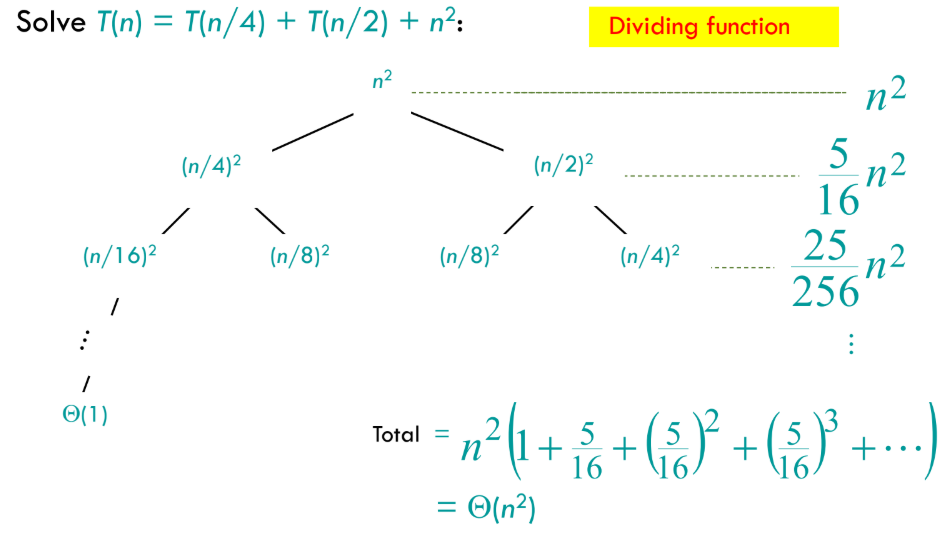 Solve T(n) = T(n/4) + T(n/2) + n²:
Dividing function
n² n²
(n/4)² (n/2)² 5/16 n²
(n/16)² (n/8)² (n/8)² (n/4)² 25/256 n²
⋮ ⋮
Θ(1)
Total = n²(1 + 5/16 + (5/16)² + (5/16)³ + ⋯)
= Θ(n²)